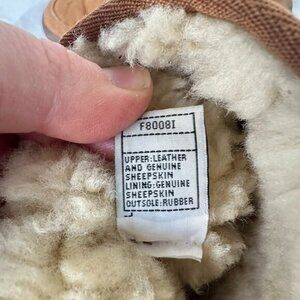 F8008I
UPPER:LEATHER
AND GENUINE
SHEEPSKIN
LINING:GENUINE
SHEEPSKIN
OUTSOLE:RUBBER